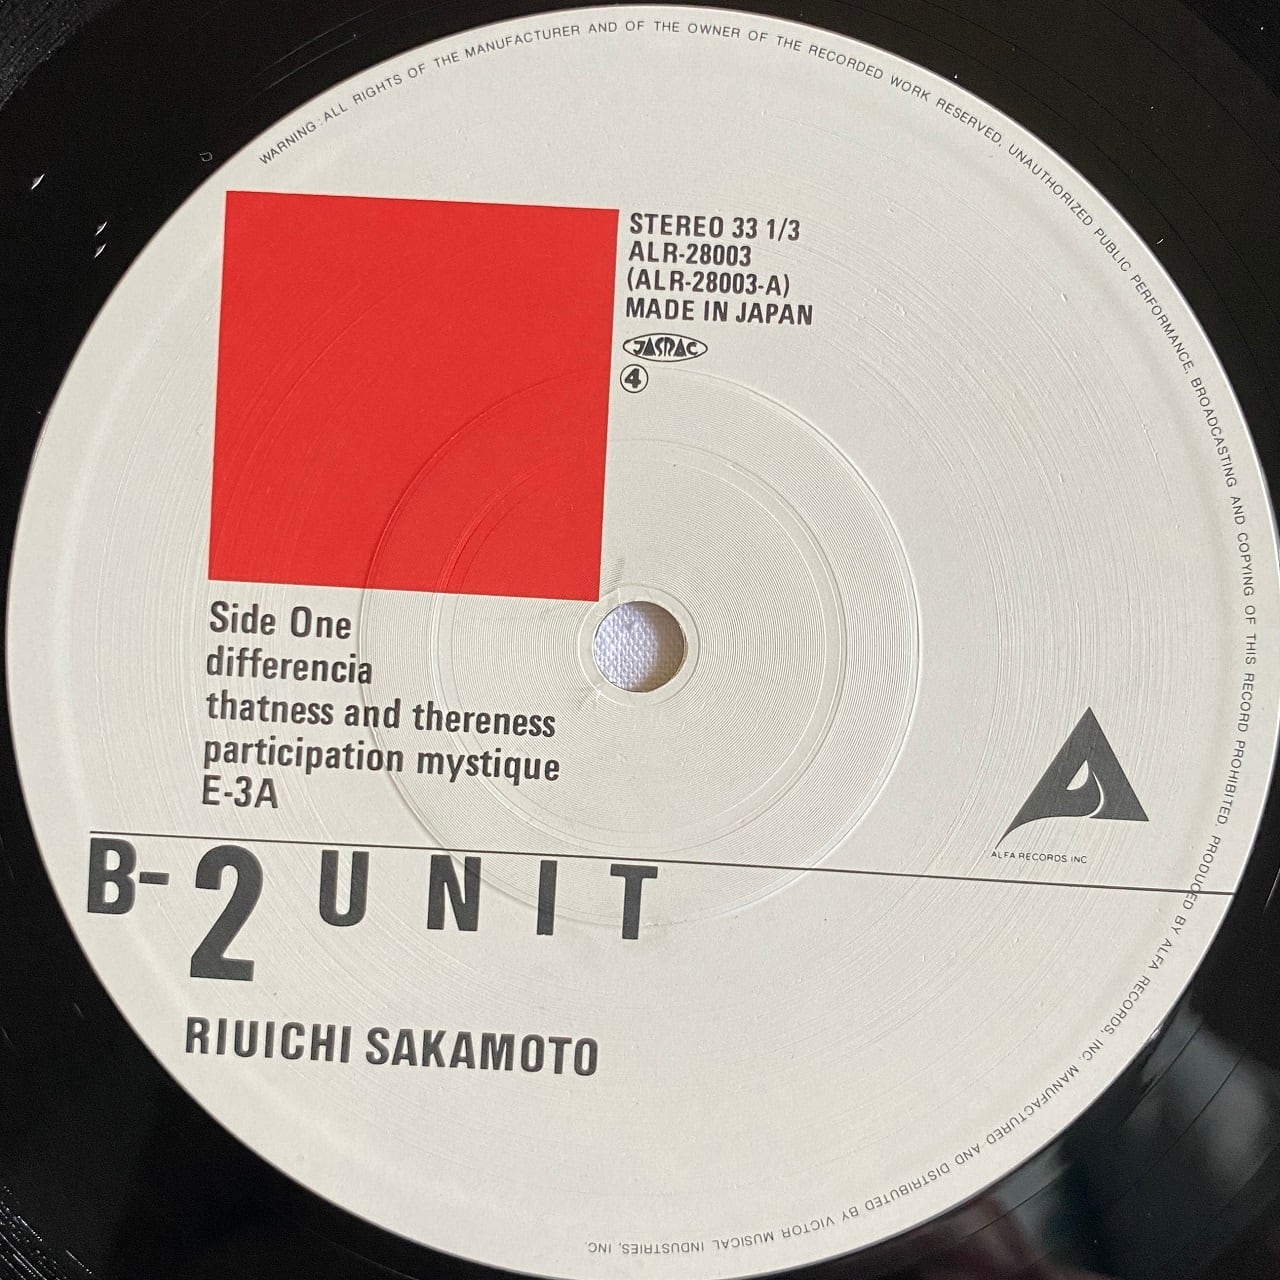 WARNING: ALL RIGHTS OF THE MANUFACTURER AND OF THE OWNER OF THE RECORDED WORK RESERVED. UNAUTHORIZED PUBLIC PERFORMANCE, BROADCASTING AND COPYING OF THIS RECORD PROHIBITED. PRODUCED BY ALFA RECORDS, INC. MANUFACTURED AND DISTRIBUTED BY VICTOR MUSICAL INDUSTRIES, INC.
STEREO 33 1/3
ALR-28003
(ALR-28003-A)
MADE IN JAPAN
JASRAC
4
Side One
differencia
thatness and thereness
participation mystique
E-3A
ALFA RECORDS INC
B-2 UNIT
RIUICHI SAKAMOTO